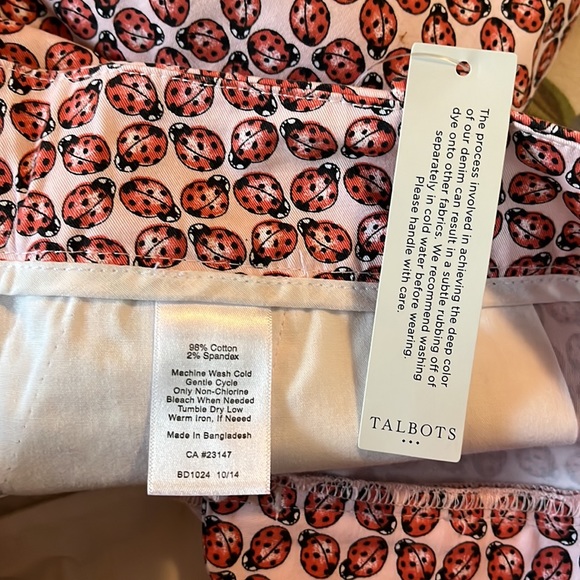 98% Cotton
2% Spandex
Machine Wash Cold
Gentle Cycle
Only Non-Chlorine
Bleach When Needed
Tumble Dry Low
Warm Iron, If Needed
Made in Bangladesh
CA #23147
BD1024 10/14
The process involved in achieving the deep color
of our denim can result in a subtle rubbing off of
dye onto other fabrics. We recommend washing
separately in cold water before wearing.
Please handle with care.
TALBOTS